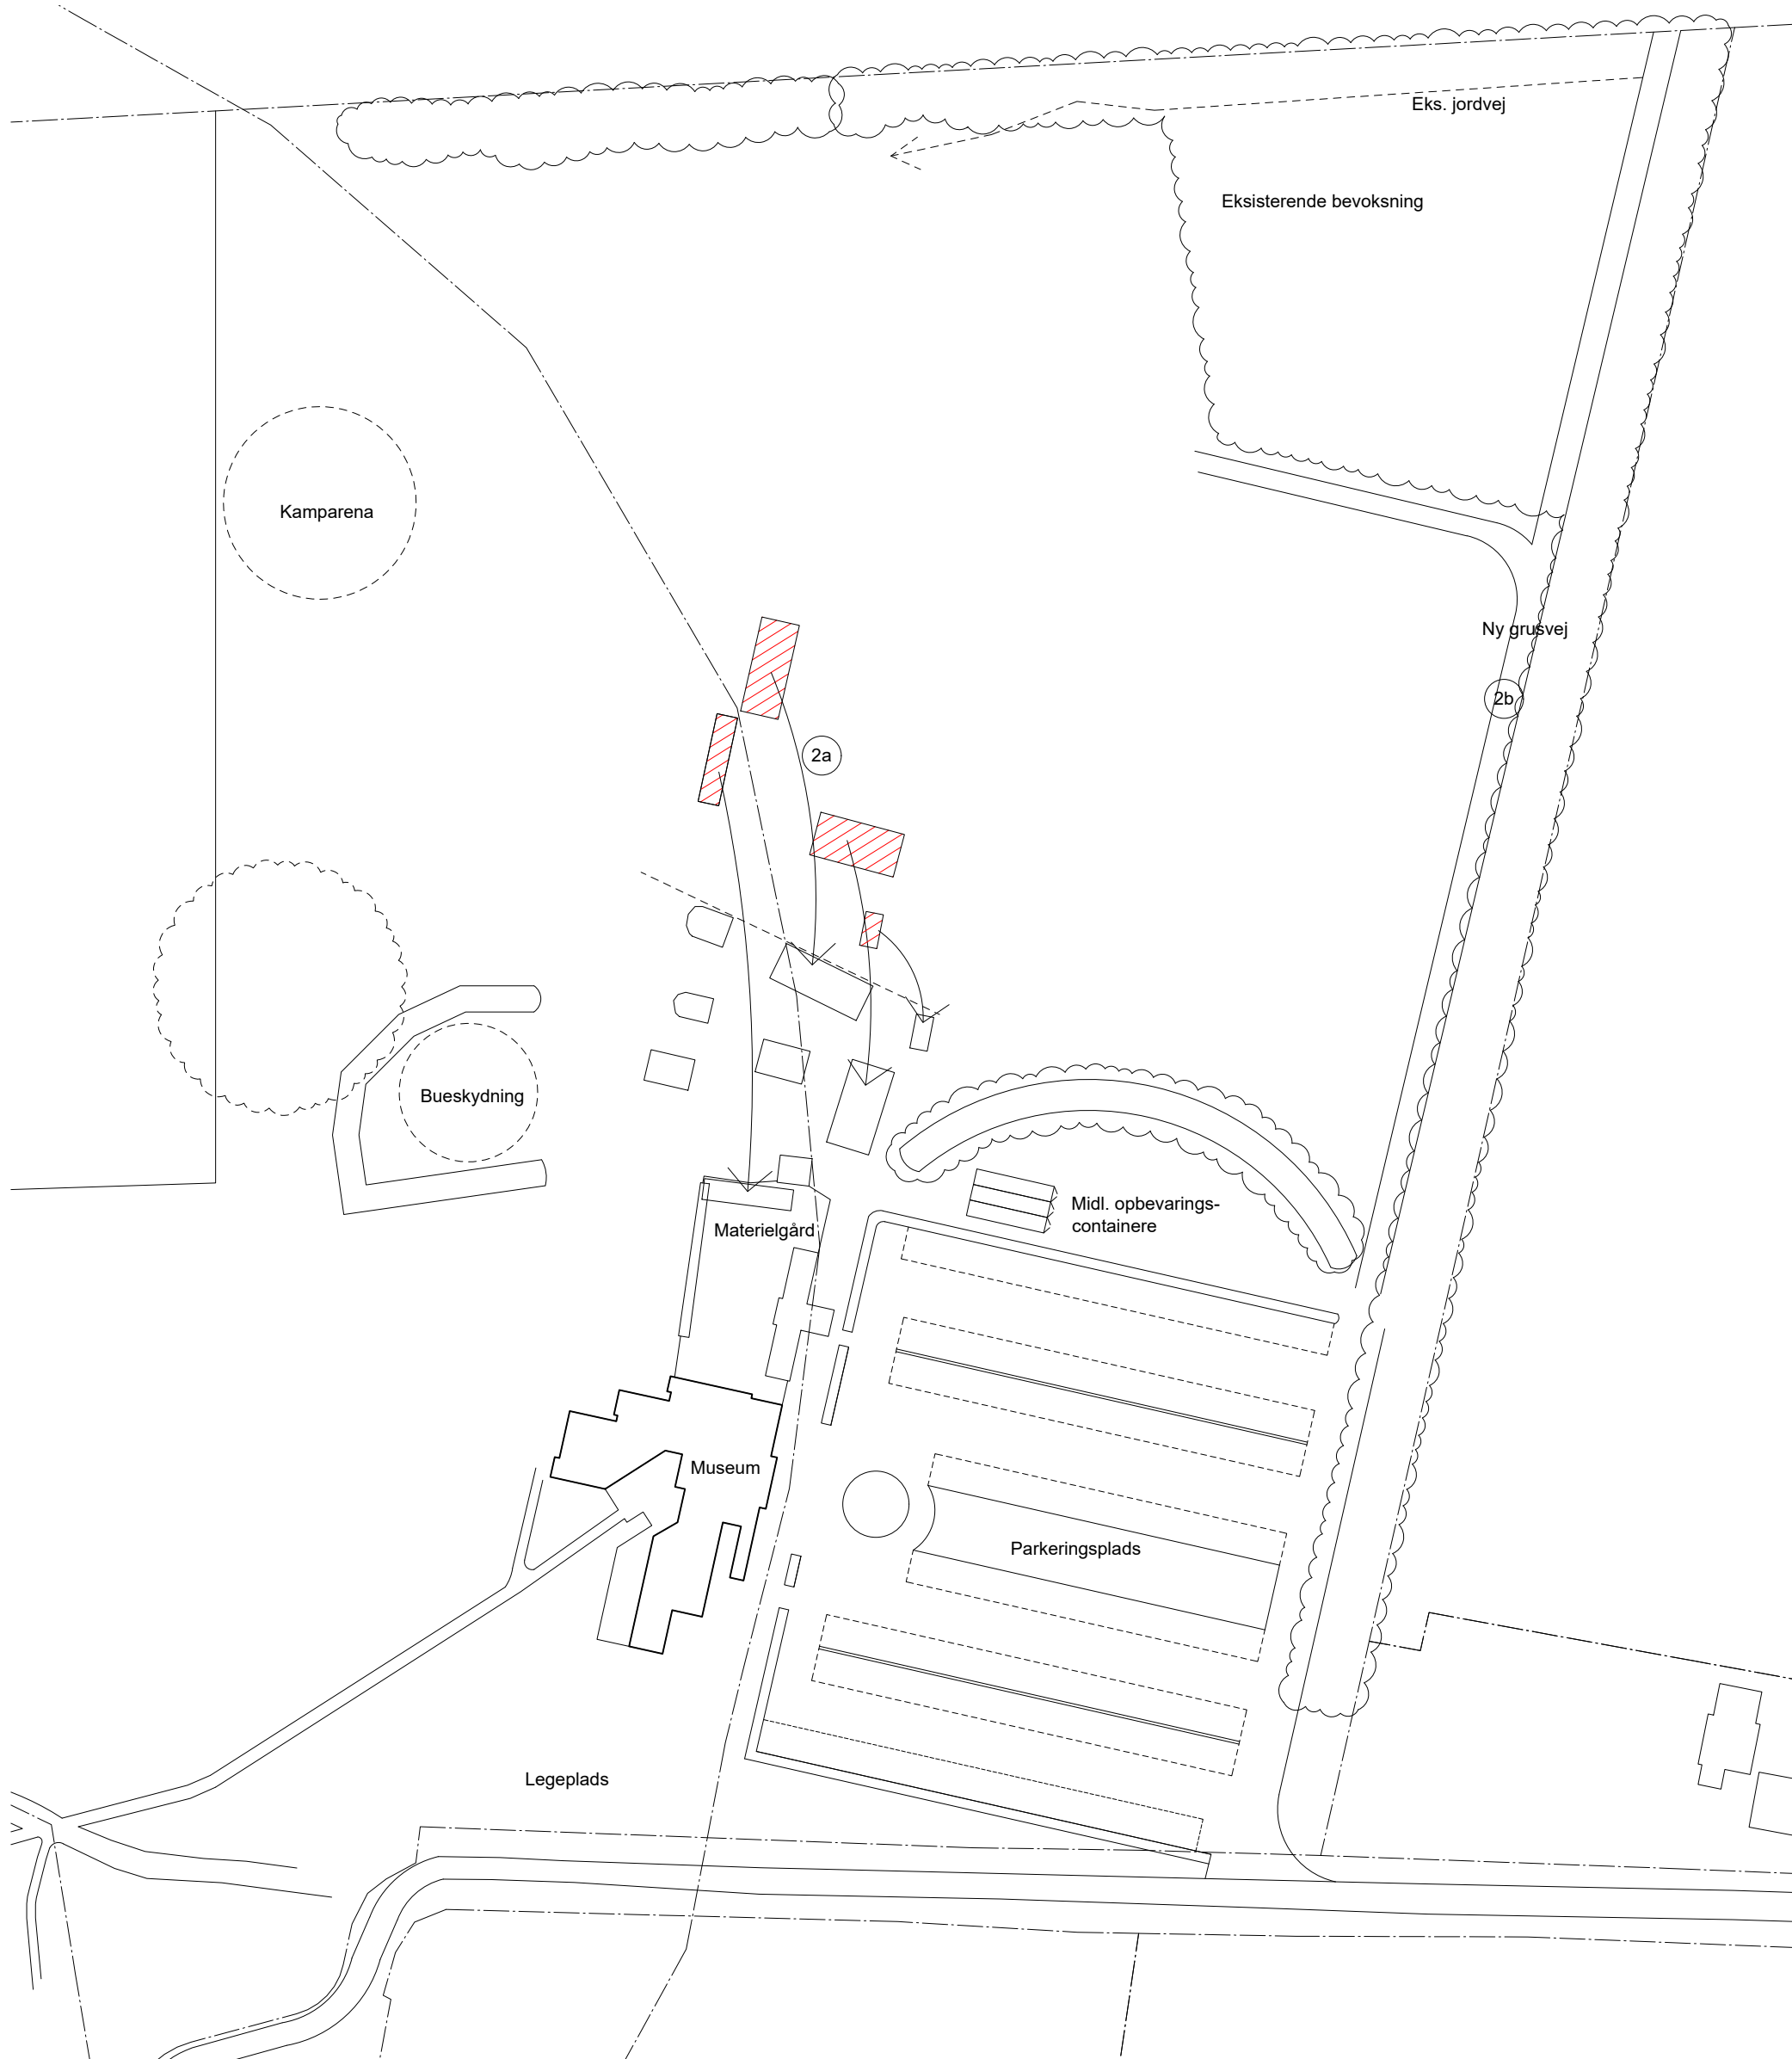 Eks. jordvej
Eksisterende bevoksning
Kamparena
Ny grusvej
2b
2a
Bueskydning
Midl. opbevarings-
containere
Materielgård
Museum
Parkeringsplads
Legeplads